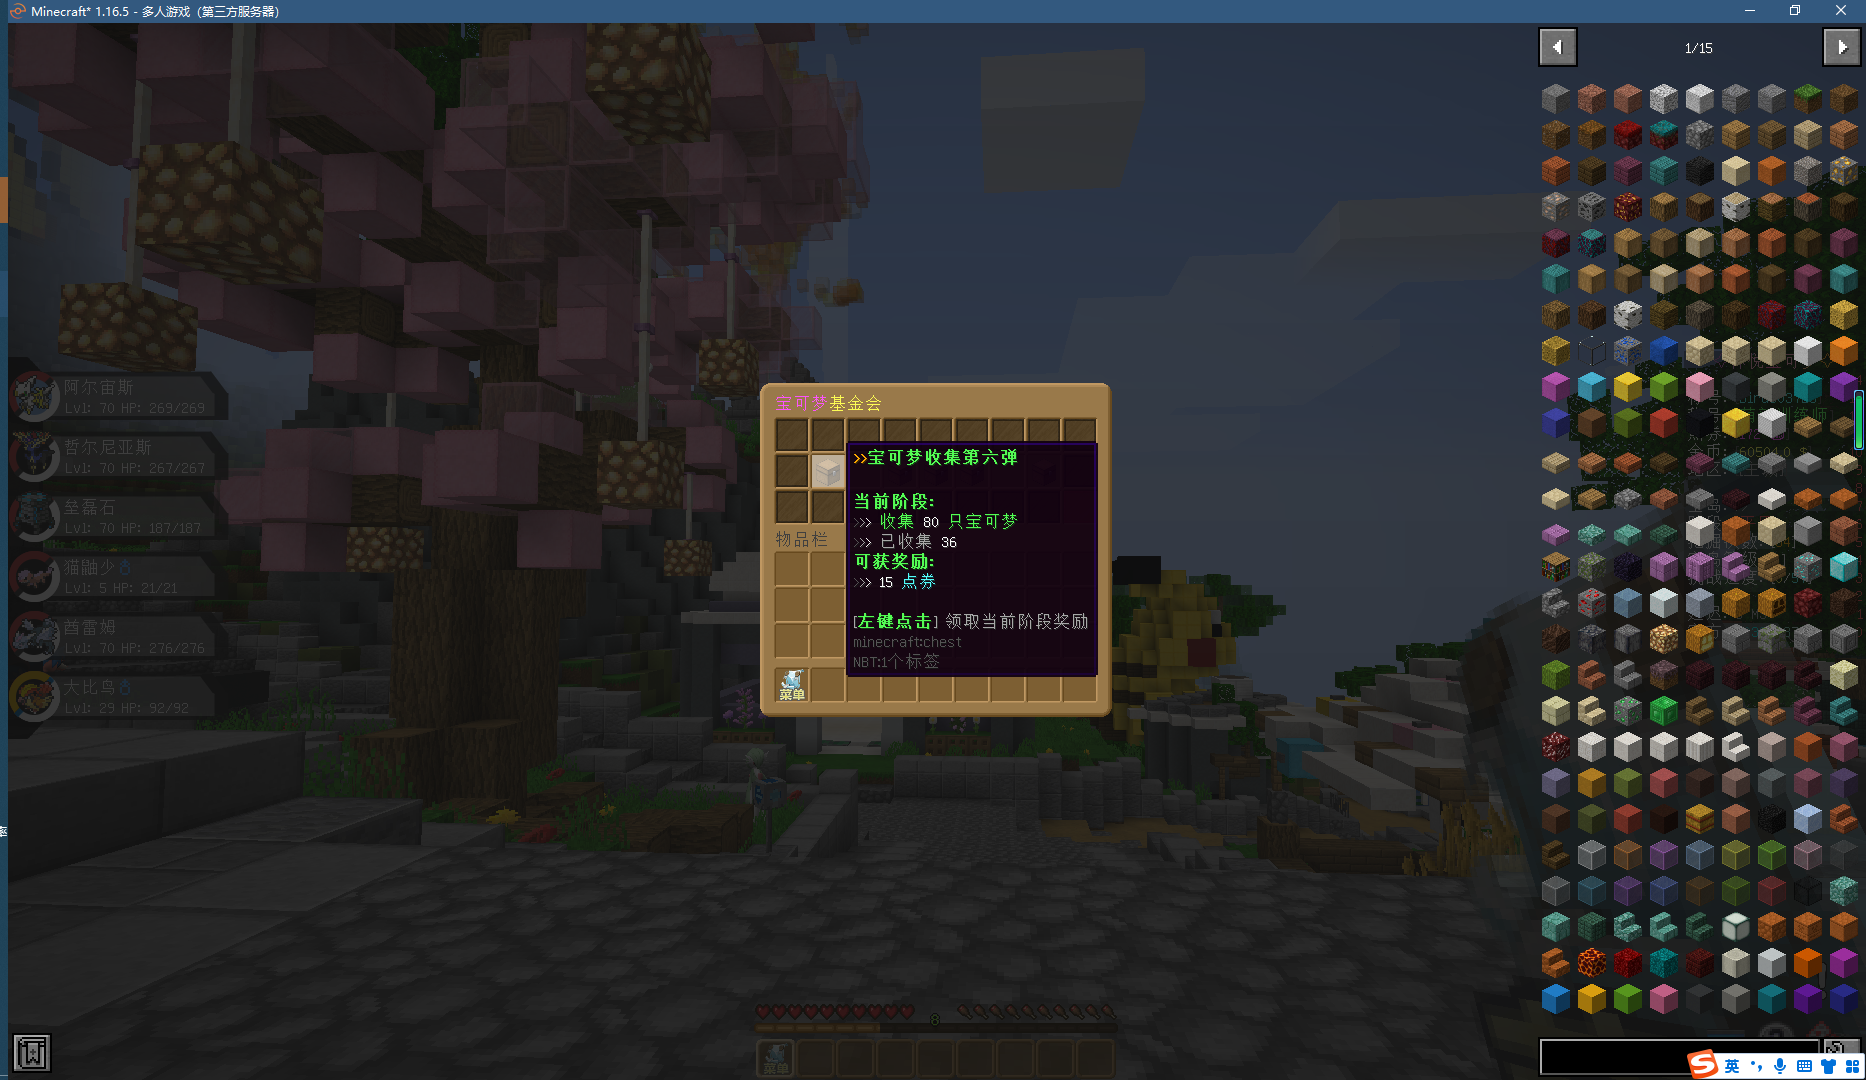 Minecraft* 1.16.5 - 多人游戏（第三方服务器）
1/15
阿尔宙斯
Lvl: 70 HP: 269/269
哲尔尼亚斯
Lvl: 70 HP: 267/267
垒磊石
Lvl: 70 HP: 187/187
猫鼬少
Lvl: 5 HP: 21/21
酋雷姆
Lvl: 70 HP: 276/276
大比鸟
Lvl: 29 HP: 92/92
宝可梦基金会
>>宝可梦收集第六弹
当前阶段:
>>> 收集 80 只宝可梦
>>> 已收集 36
可获奖励:
>>> 15 点券
[左键点击] 领取当前阶段奖励
minecraft:chest
NBT:1个标签
物品栏
菜单
8
菜单
率
英